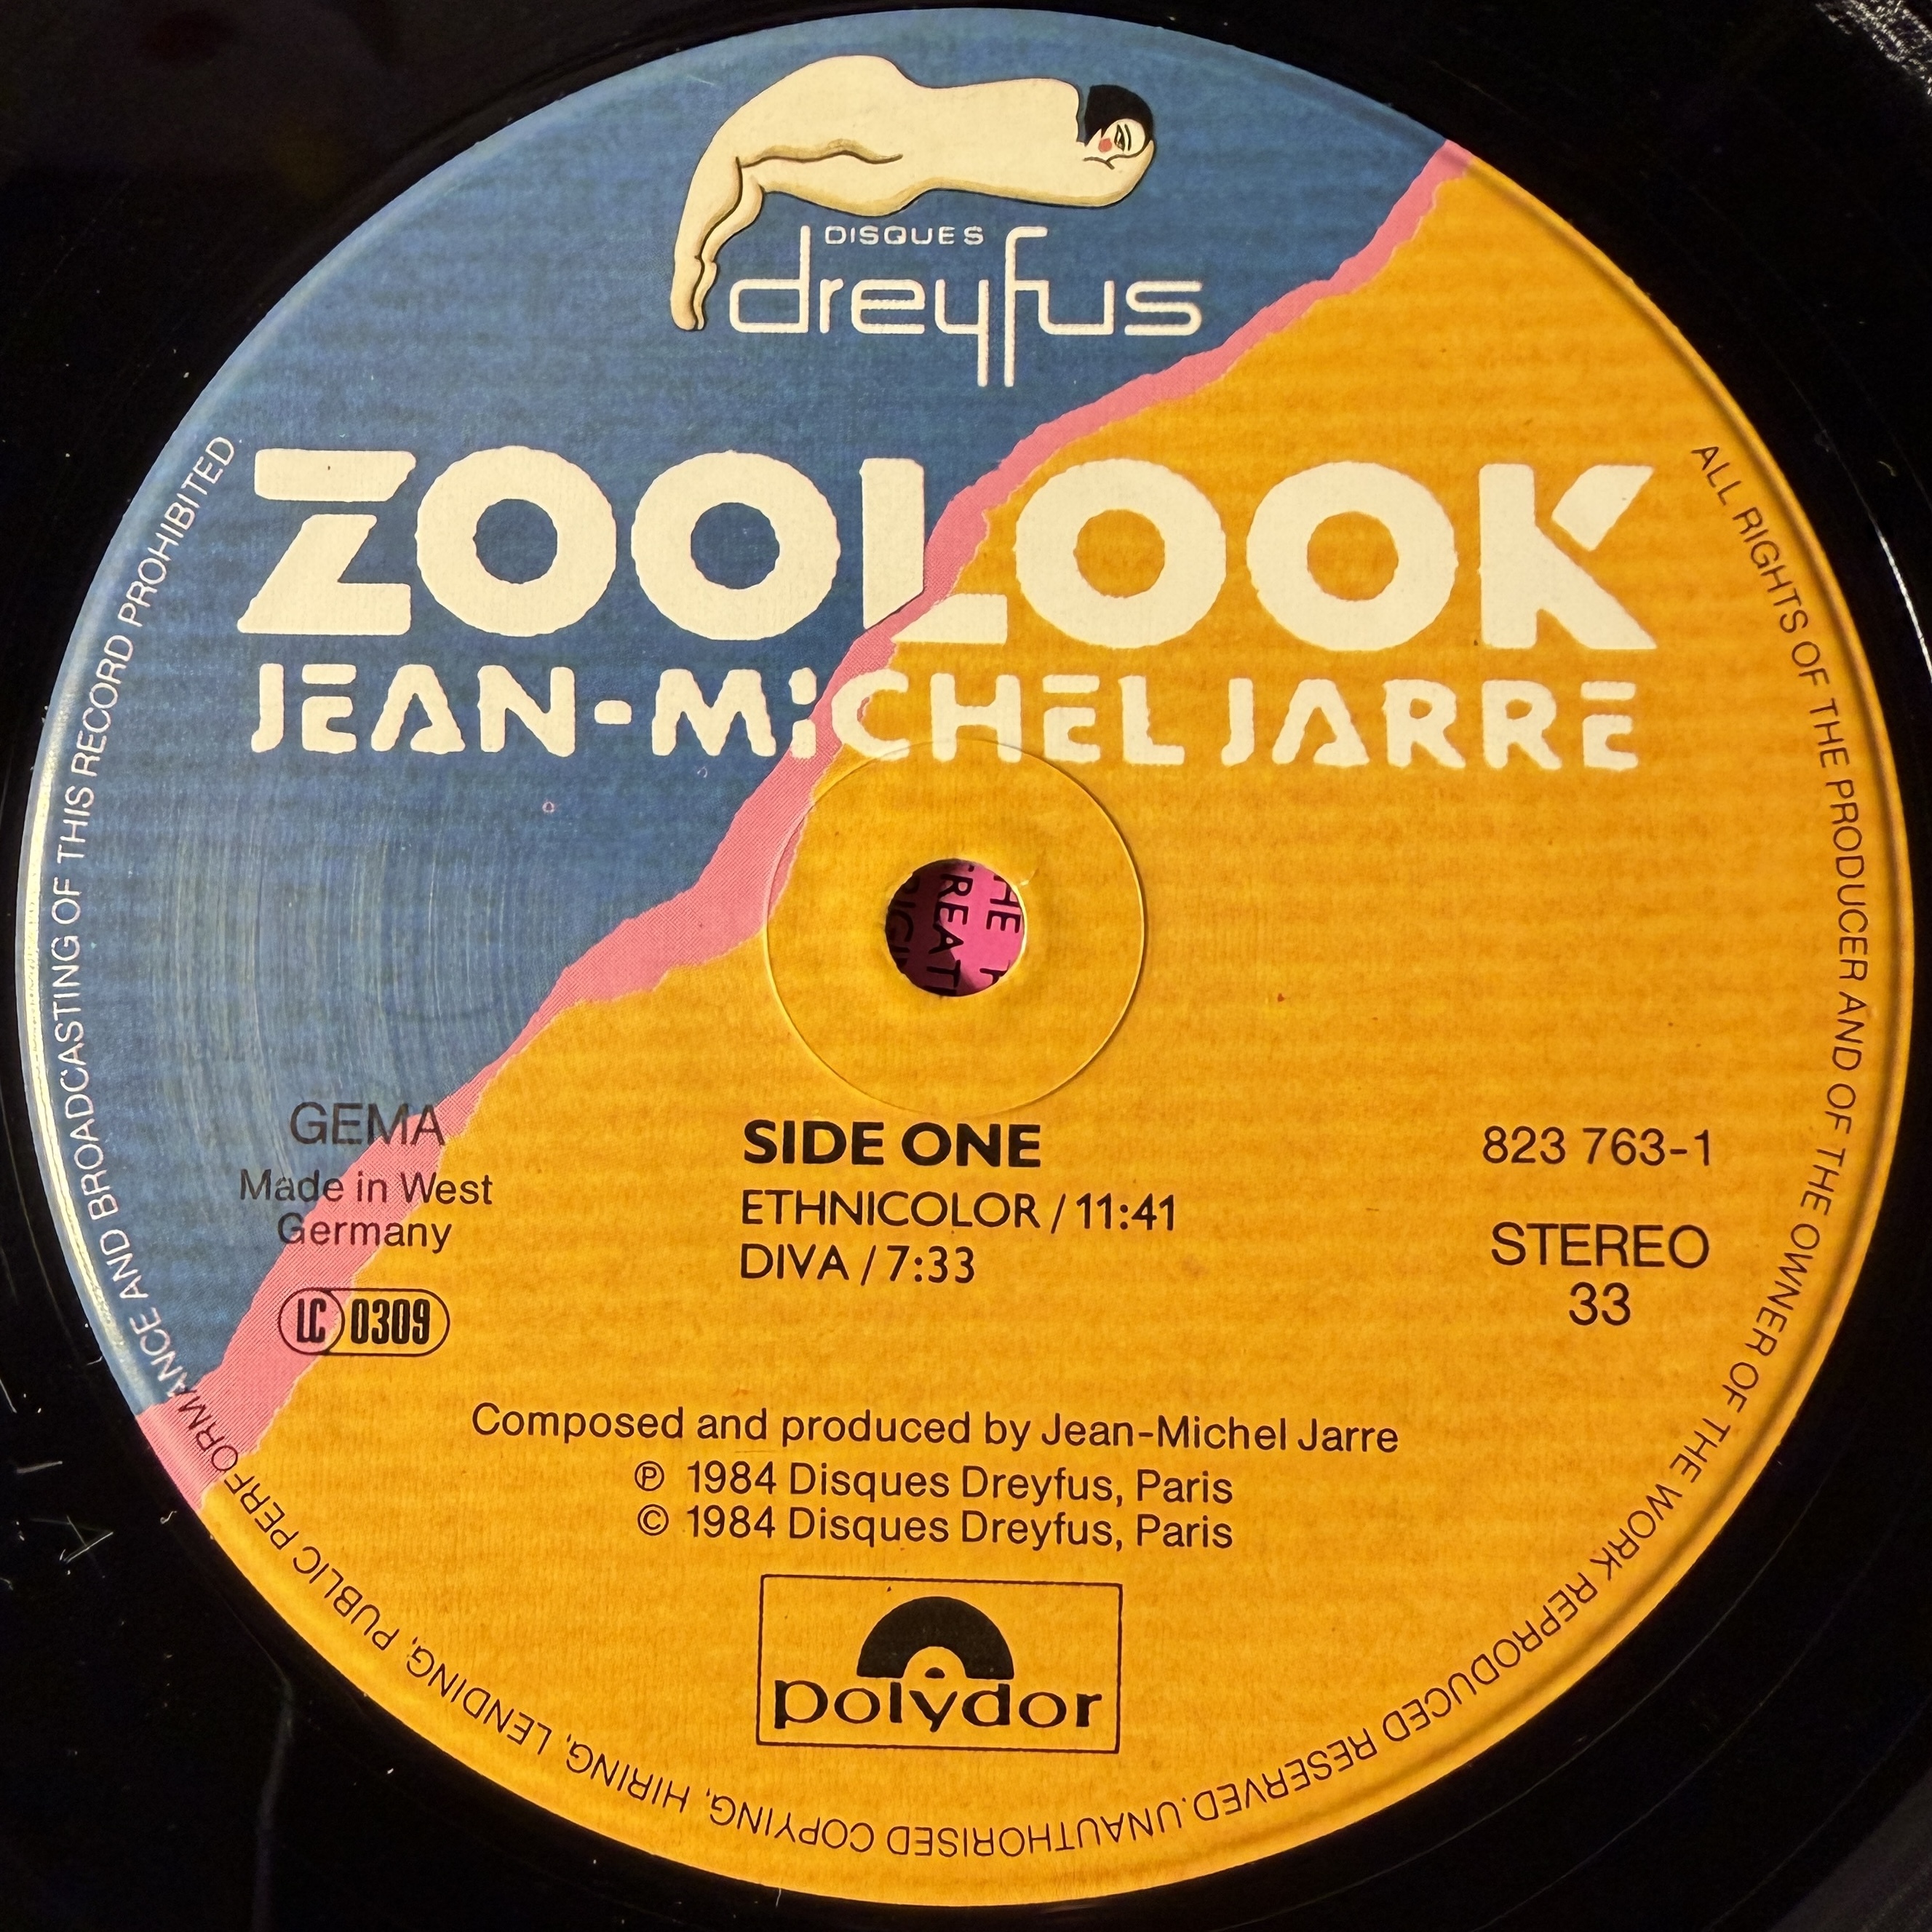 DISQUES
dreyfus
ZOOLOOK
JEAN-MICHEL JARRE
GEMA
Made in West
Germany
LC 0309
SIDE ONE
ETHNICOLOR / 11:41
DIVA / 7:33
823 763-1
STEREO
33
Composed and produced by Jean-Michel Jarre
℗ 1984 Disques Dreyfus, Paris
© 1984 Disques Dreyfus, Paris
polydor
ALL RIGHTS OF THE PRODUCER AND OF THE OWNER OF THE WORK REPRODUCED RESERVED. UNAUTHORISED COPYING, HIRING, LENDING, PUBLIC PERFORMANCE AND BROADCASTING OF THIS RECORD PROHIBITED